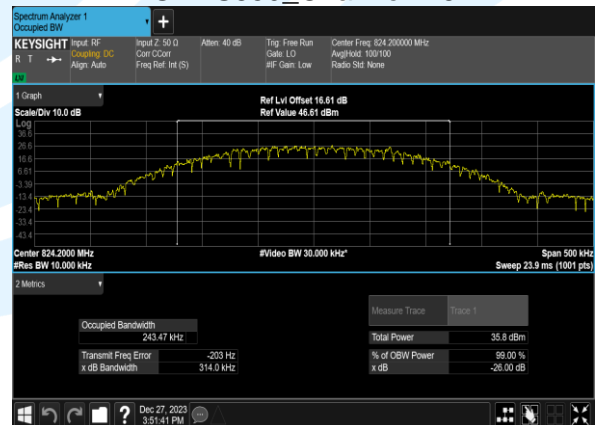 Spectrum Analyzer 1
Occupied BW
KEYSIGHT
R T
LW
Input: RF
Coupling: DC
Align: Auto
Input Z: 50 Ω
Corr CCorr
Freq Ref: Int (S)
Atten: 40 dB
Trig: Free Run
Gate: LO
#IF Gain: Low
Center Freq: 824.200000 MHz
Avg|Hold: 100/100
Radio Std: None
1 Graph
Scale/Div 10.0 dB
Ref Lvl Offset 16.61 dB
Ref Value 46.61 dBm
Log
36.6
26.6
16.6
6.61
-3.39
-13.4
-23.4
-33.4
-43.4
Center 824.2000 MHz
#Res BW 10.000 kHz
#Video BW 30.000 kHz*
Span 500 kHz
Sweep 23.9 ms (1001 pts)
2 Metrics
Measure Trace Trace 1
Occupied Bandwidth
243.47 kHz
Total Power 35.8 dBm
Transmit Freq Error -203 Hz
% of OBW Power 99.00 %
x dB Bandwidth 314.0 kHz
x dB -26.00 dB
?
Dec 27, 2023
3:51:41 PM